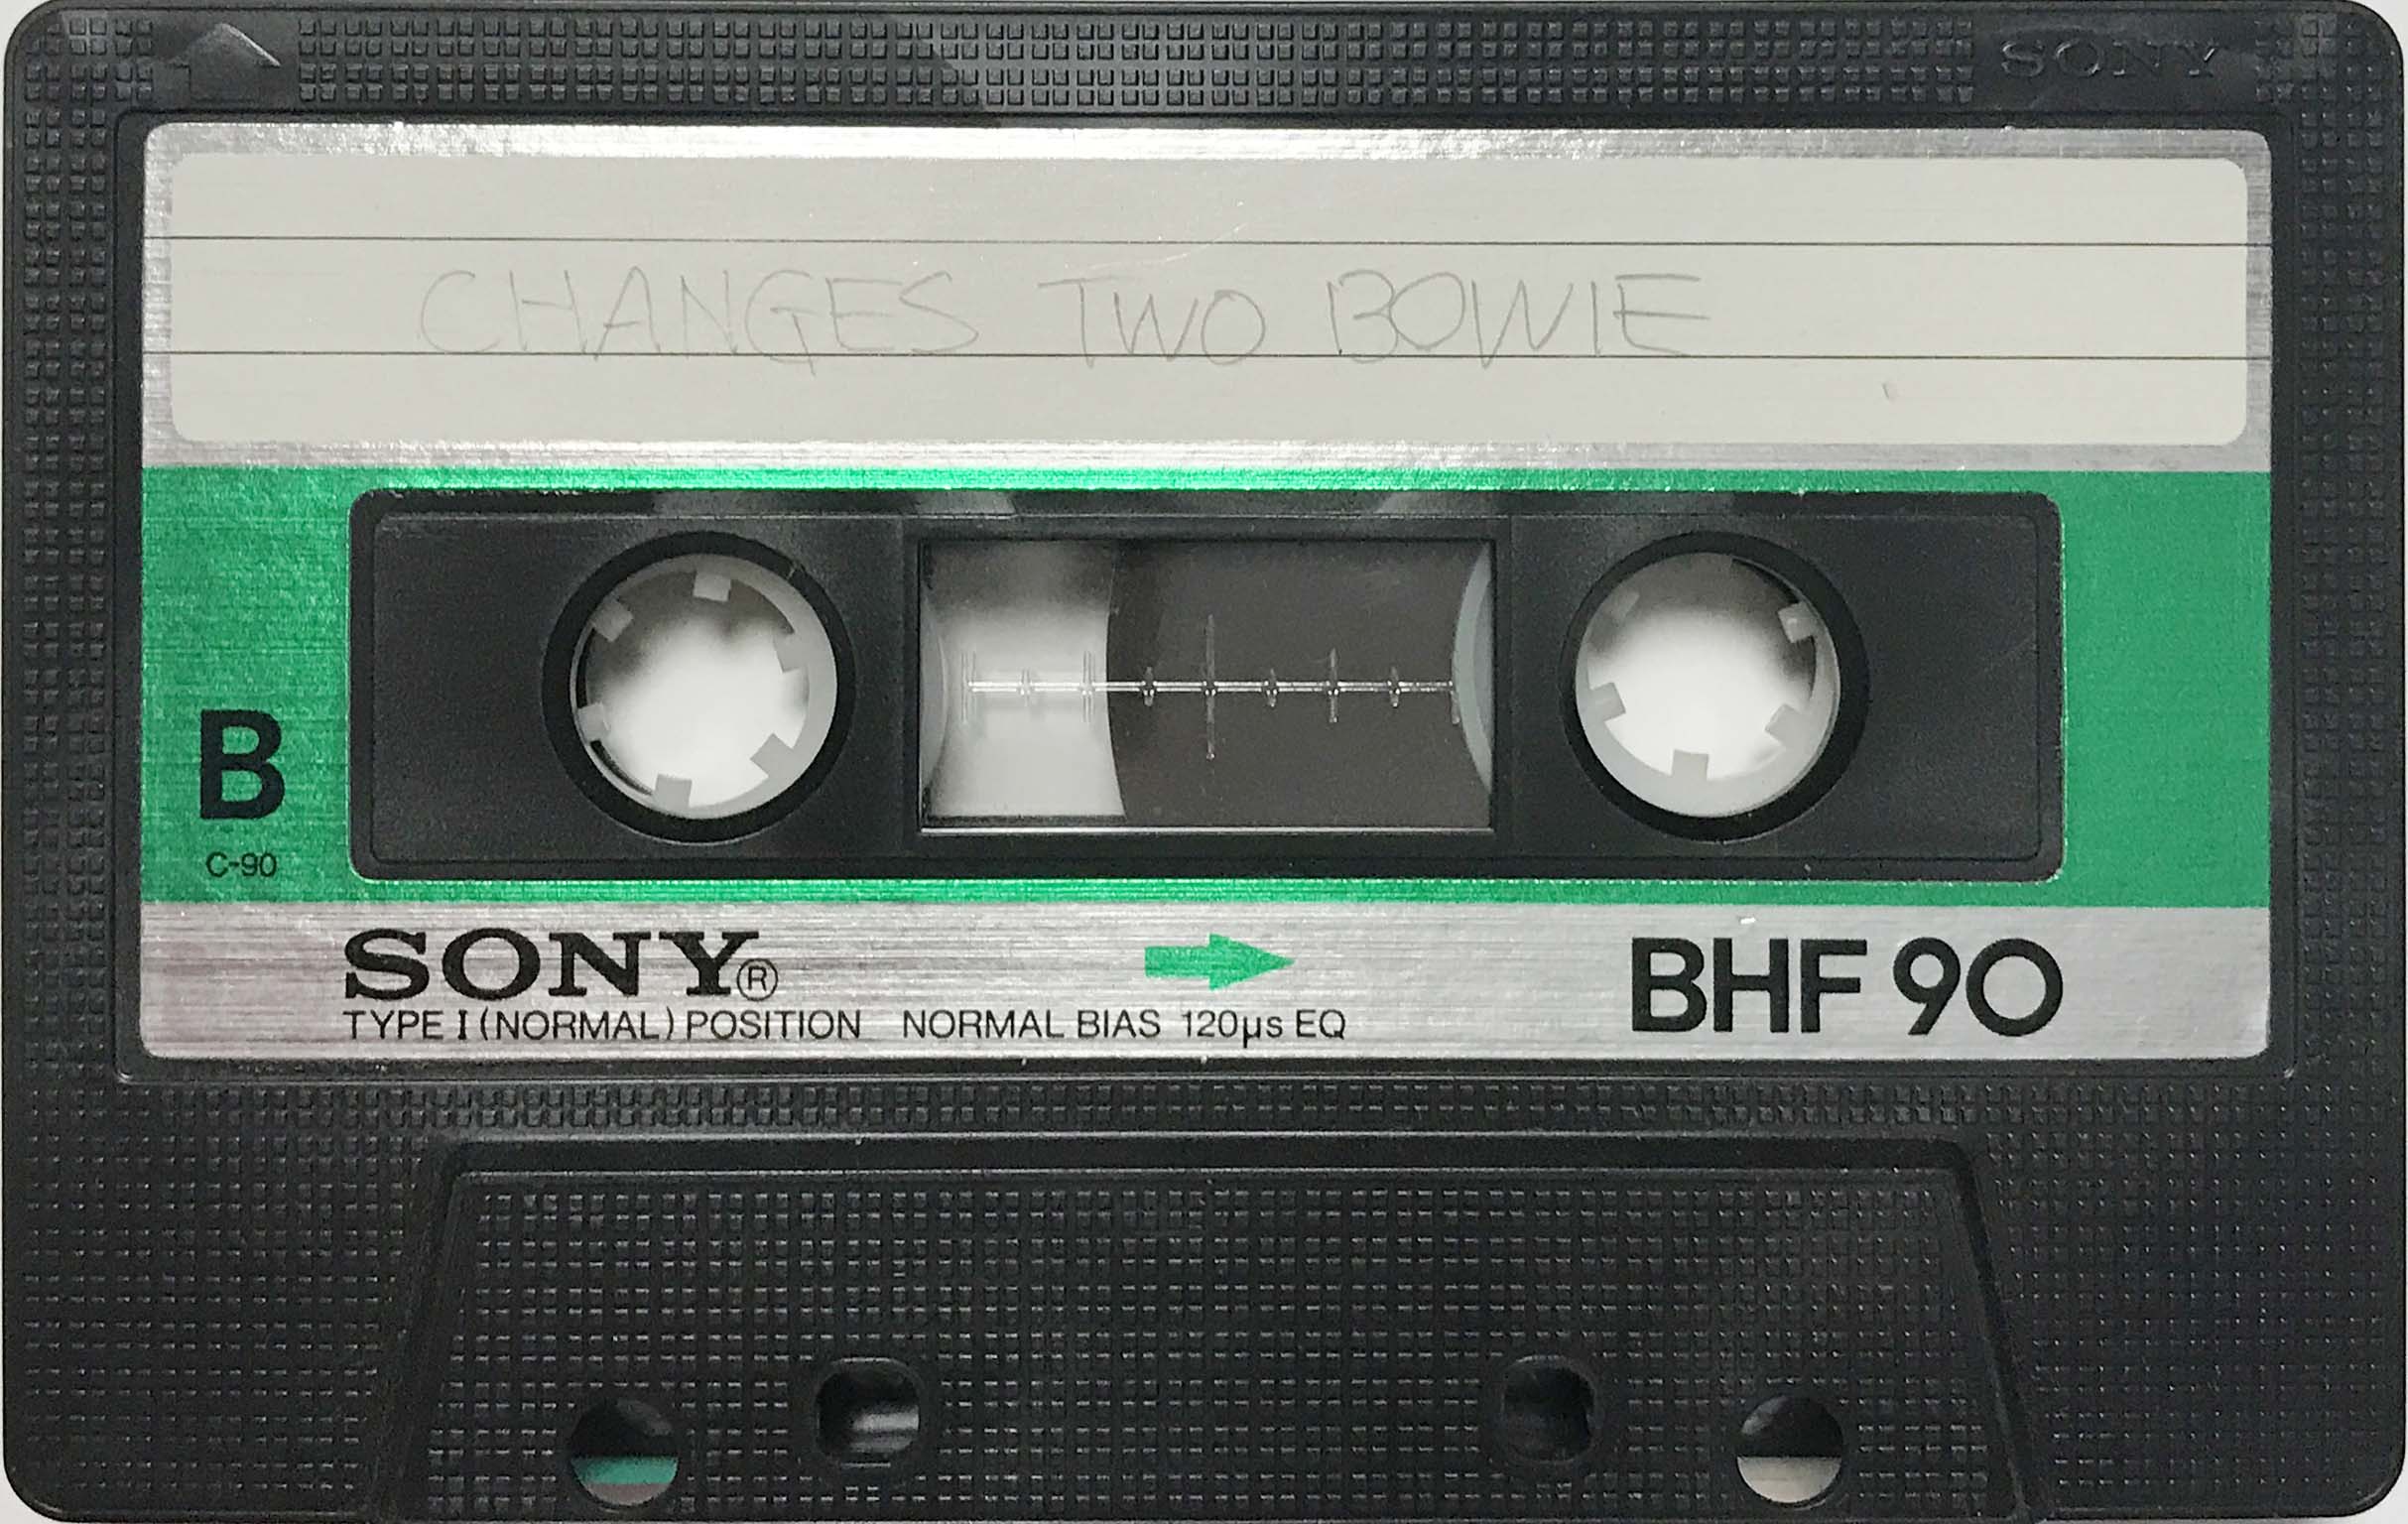 SONY
CHANGES TWO BOWIE
B
C-90
SONY®
BHF 90
TYPE I (NORMAL) POSITION NORMAL BIAS 120µs EQ